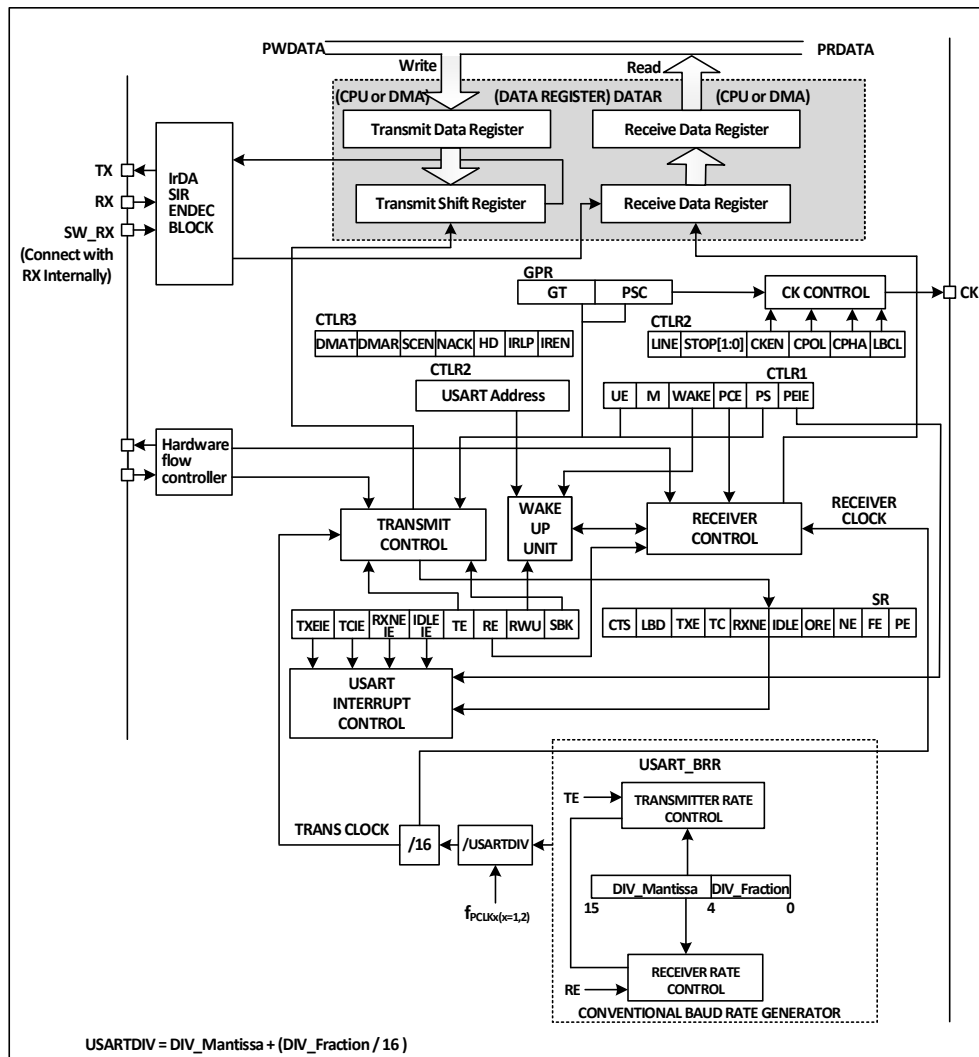 PWDATA
PRDATA
Write
Read
(CPU or DMA)
(DATA REGISTER) DATAR
(CPU or DMA)
Transmit Data Register
Receive Data Register
TX
RX
SW_RX
(Connect with
RX Internally)
IrDA
SIR
ENDEC
BLOCK
Transmit Shift Register
Receive Data Register
GPR
GT
PSC
CK CONTROL
CK
CTLR3
DMAT
DMAR
SCEN
NACK
HD
IRLP
IREN
CTLR2
LINE
STOP[1:0]
CKEN
CPOL
CPHA
LBCL
CTLR2
USART Address
CTLR1
UE
M
WAKE
PCE
PS
PEIE
Hardware
flow
controller
TRANSMIT
CONTROL
WAKE
UP
UNIT
RECEIVER
CONTROL
RECEIVER
CLOCK
TXEIE
TCIE
RXNE
IE
IDLE
IE
TE
RE
RWU
SBK
SR
CTS
LBD
TXE
TC
RXNE
IDLE
ORE
NE
FE
PE
USART
INTERRUPT
CONTROL
USART_BRR
TE
TRANSMITTER RATE
CONTROL
TRANS CLOCK
/16
/USARTDIV
fPCLKx(x=1,2)
DIV_Mantissa
DIV_Fraction
15
4
0
RE
RECEIVER RATE
CONTROL
CONVENTIONAL BAUD RATE GENERATOR
USARTDIV = DIV_Mantissa + (DIV_Fraction / 16 )